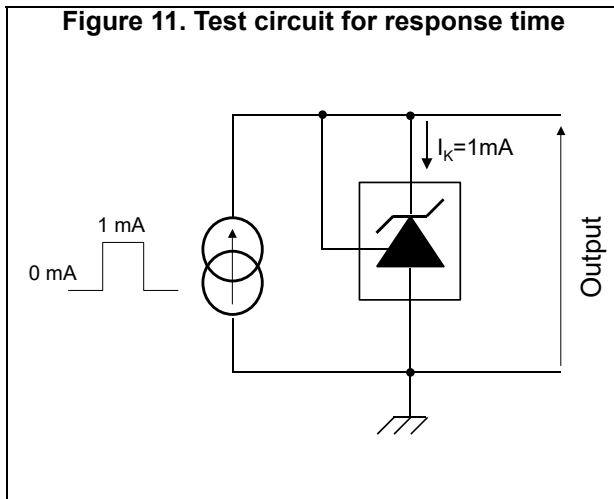 Figure 11. Test circuit for response time
I_K=1mA
1 mA
0 mA
Output